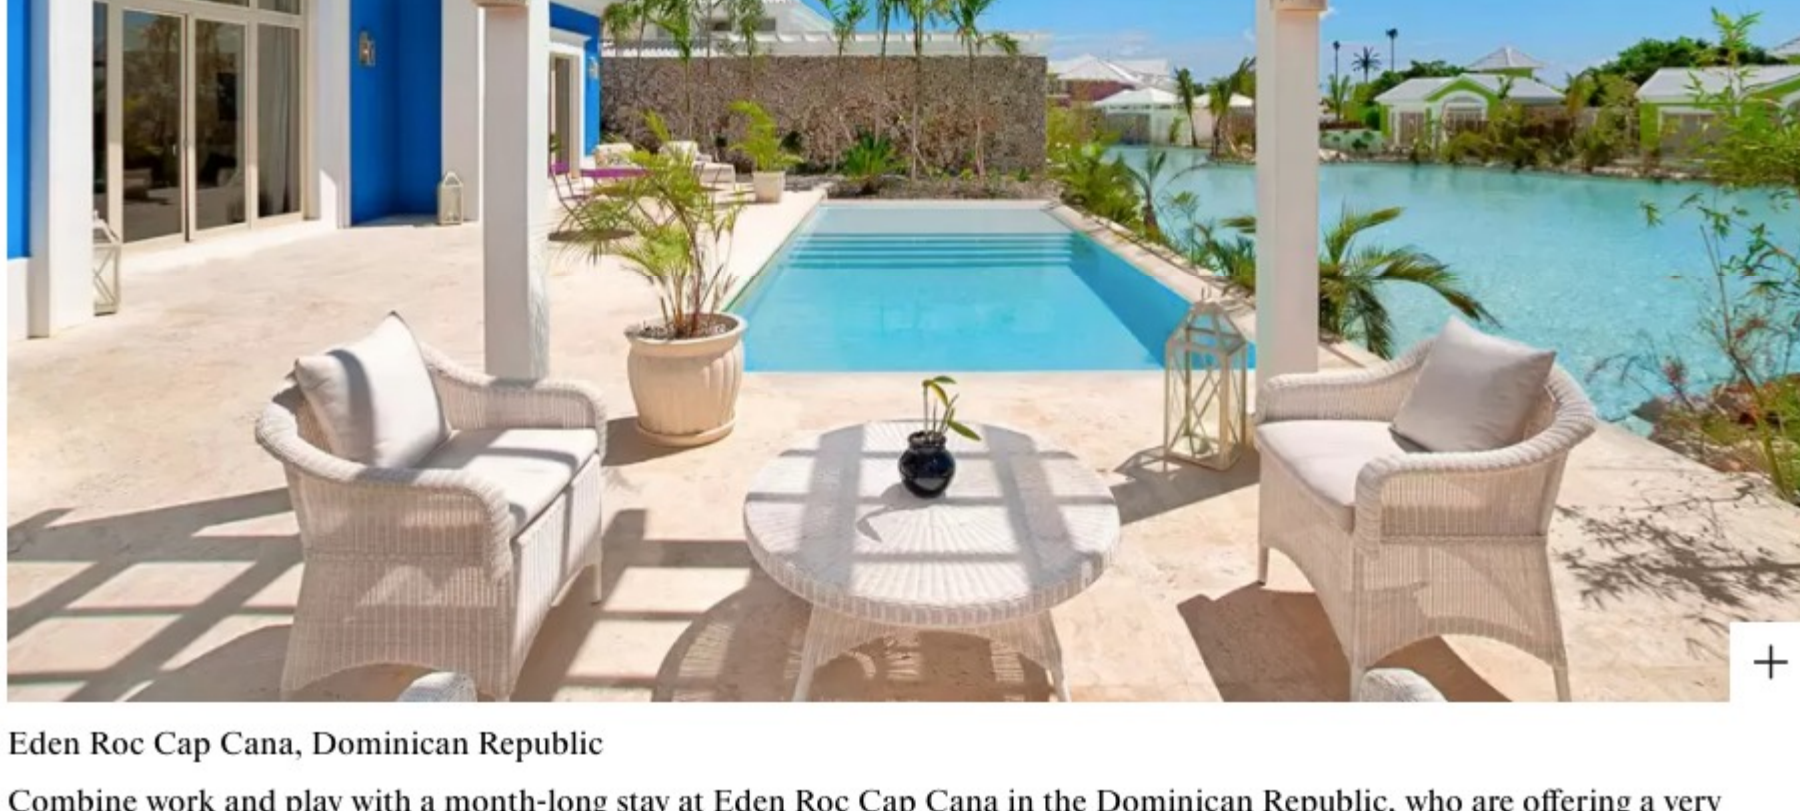 Eden Roc Cap Cana, Dominican Republic
Combine work and play with a month-long stay at Eden Roc Cap Cana in the Dominican Republic, who are offering a very